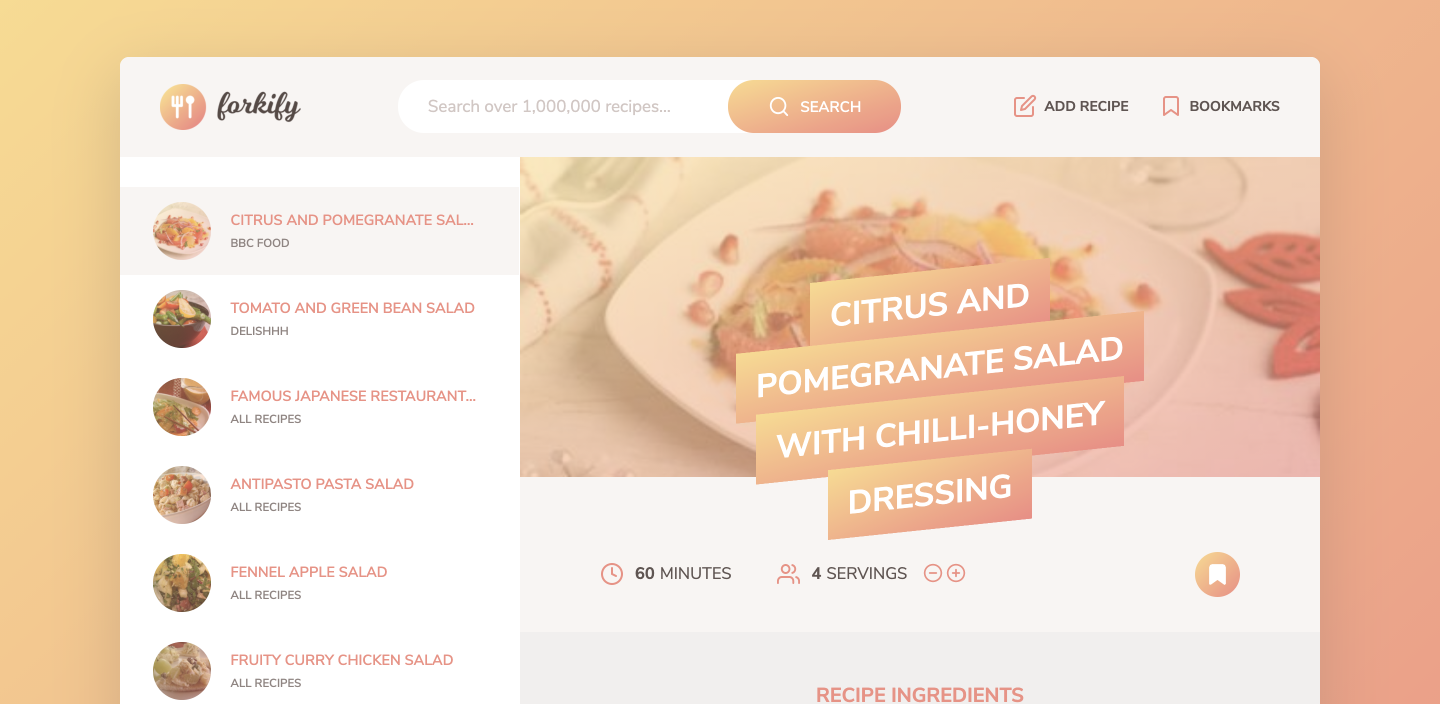 forkify
Search over 1,000,000 recipes...
SEARCH
ADD RECIPE
BOOKMARKS
CITRUS AND POMEGRANATE SAL...
BBC FOOD
TOMATO AND GREEN BEAN SALAD
DELISHHH
FAMOUS JAPANESE RESTAURANT...
ALL RECIPES
ANTIPASTO PASTA SALAD
ALL RECIPES
FENNEL APPLE SALAD
ALL RECIPES
FRUITY CURRY CHICKEN SALAD
ALL RECIPES
CITRUS AND
POMEGRANATE SALAD
WITH CHILLI-HONEY
DRESSING
60 MINUTES
4 SERVINGS
RECIPE INGREDIENTS